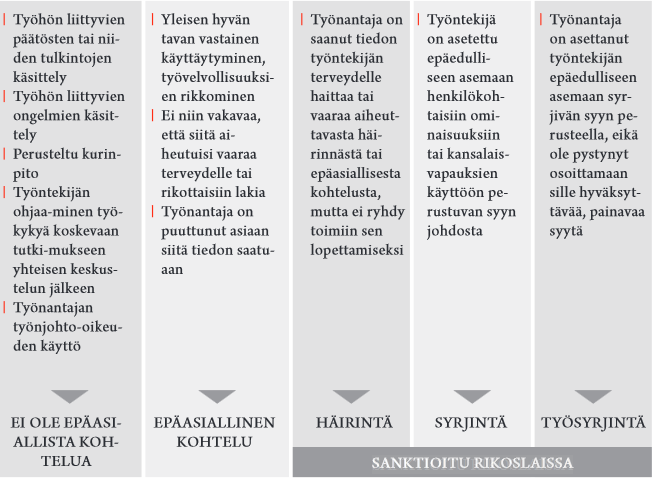 Työhön liittyvien
päätösten tai nii-
den tulkintojen
käsittely
Työhön liittyvien
ongelmien käsit-
tely
Perusteltu kurin-
pito
Työntekijän
ohjaa-minen työ-
kykyä koskevaan
tutki-mukseen
yhteisen keskus-
telun jälkeen
Työnantajan
työnjohto-oikeu-
den käyttö
EI OLE EPÄASI-
ALLISTA KOH-
TELUA
Yleisen hyvän
tavan vastainen
käyttäytyminen,
työvelvollisuuksi-
en rikkominen
Ei niin vakavaa,
että siitä ai-
heutuisi vaaraa
terveydelle tai
rikottaisiin lakia
Työnantaja on
puuttunut asiaan
siitä tiedon saatu-
aan
EPÄASIALLINEN
KOHTELU
Työnantaja on
saanut tiedon
työntekijän
terveydelle
haittaa tai
vaaraa aiheut-
tavasta häi-
rinnästä tai
epäasiallisesta
kohtelusta,
mutta ei ryhdy
toimiin sen
lopettamiseksi
HÄIRINTÄ
Työntekijä
on asetettu
epäedulli-
seen asemaan
henkilökoh-
taisiin omi-
naisuuksiin
tai kansalais-
vapauksien
käyttöön pe-
rustuvan syyn
johdosta
SYRJINTÄ
Työnantaja
on asettanut
työntekijän
epäedulliseen
asemaan syr-
jivän syyn pe-
rusteella, eikä
ole pystynyt
osoittamaan
sille hyväksyt-
tävää, painavaa
syytä
TYÖSYRJINTÄ
SANKTIOITU RIKOSLAISSA